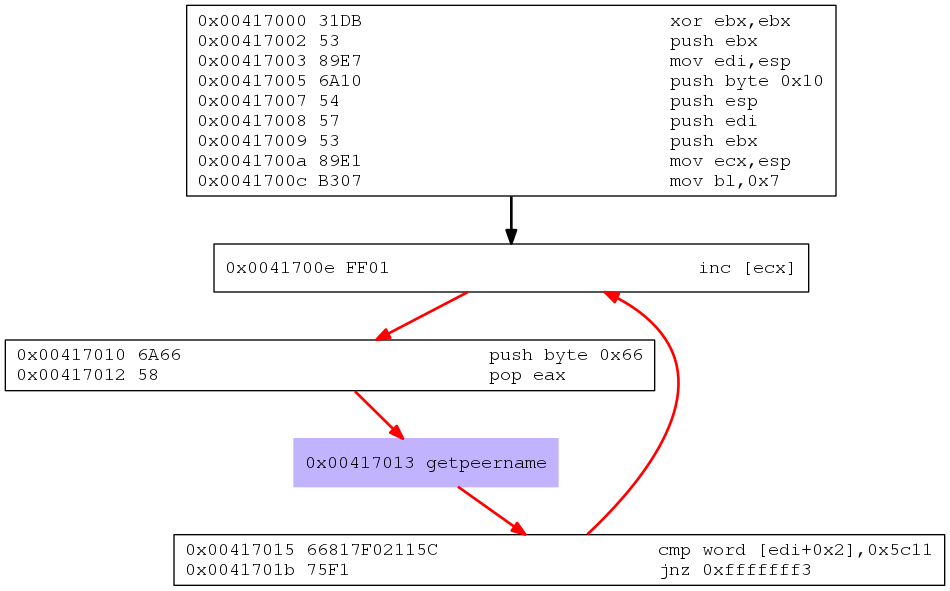 0x00417000 31DB xor ebx,ebx
0x00417002 53 push ebx
0x00417003 89E7 mov edi,esp
0x00417005 6A10 push byte 0x10
0x00417007 54 push esp
0x00417008 57 push edi
0x00417009 53 push ebx
0x0041700a 89E1 mov ecx,esp
0x0041700c B307 mov bl,0x7
0x0041700e FF01 inc [ecx]
0x00417010 6A66 push byte 0x66
0x00417012 58 pop eax
0x00417013 getpeername
0x00417015 66817F02115C cmp word [edi+0x2],0x5c11
0x0041701b 75F1 jnz 0xfffffff3